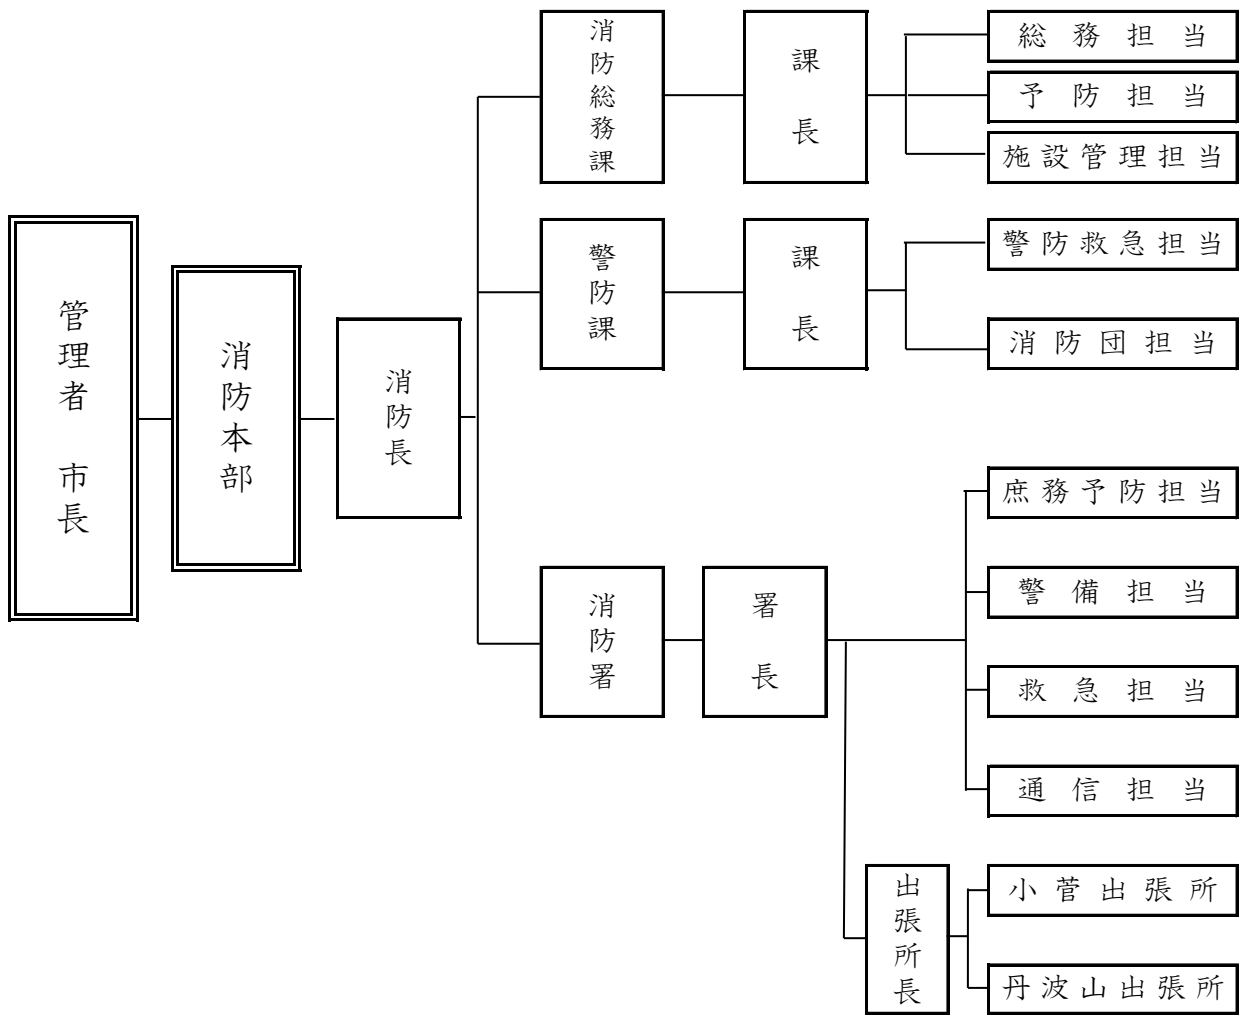 管理者 市長
消防本部
消防長
消防総務課
課長
総務担当
予防担当
施設管理担当
警防課
課長
警防救急担当
消防団担当
消防署
署長
庶務予防担当
警備担当
救急担当
通信担当
出張所長
小菅出張所
丹波山出張所